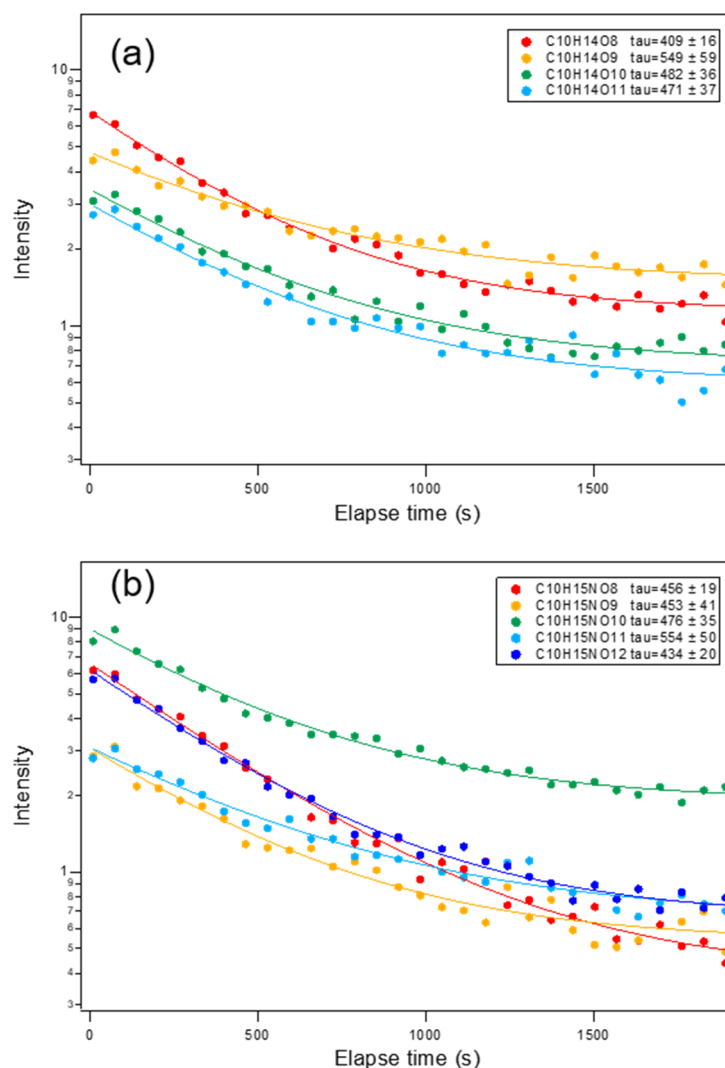 (a)
C10H14O8 tau=409 ± 16
C10H14O9 tau=549 ± 59
C10H14O10 tau=482 ± 36
C10H14O11 tau=471 ± 37
10
9
8
7
6
5
4
3
2
1
9
8
7
6
5
4
3
Intensity
0 500 1000 1500
Elapse time (s)
(b)
C10H15NO8 tau=456 ± 19
C10H15NO9 tau=453 ± 41
C10H15NO10 tau=476 ± 35
C10H15NO11 tau=554 ± 50
C10H15NO12 tau=434 ± 20
10
9
8
7
6
5
4
3
2
1
9
8
7
6
5
4
3
Intensity
0 500 1000 1500
Elapse time (s)